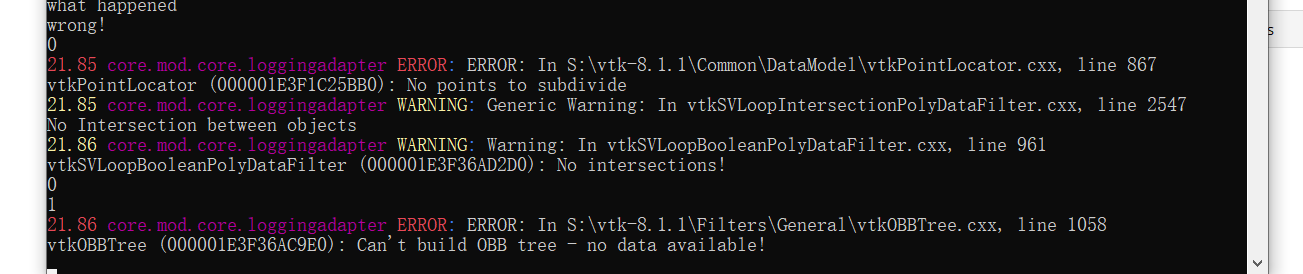 what happened
wrong!
0
21.85 core.mod.core.loggingadapter ERROR: ERROR: In S:\vtk-8.1.1\Common\DataModel\vtkPointLocator.cxx, line 867
vtkPointLocator (000001E3F1C25BB0): No points to subdivide
21.85 core.mod.core.loggingadapter WARNING: Generic Warning: In vtkSVLoopIntersectionPolyDataFilter.cxx, line 2547
No Intersection between objects
21.86 core.mod.core.loggingadapter WARNING: Warning: In vtkSVLoopBooleanPolyDataFilter.cxx, line 961
vtkSVLoopBooleanPolyDataFilter (000001E3F36AD2D0): No intersections!
0
1
21.86 core.mod.core.loggingadapter ERROR: ERROR: In S:\vtk-8.1.1\Filters\General\vtkOBBTree.cxx, line 1058
vtkOBBTree (000001E3F36AC9E0): Can't build OBB tree - no data available!
s